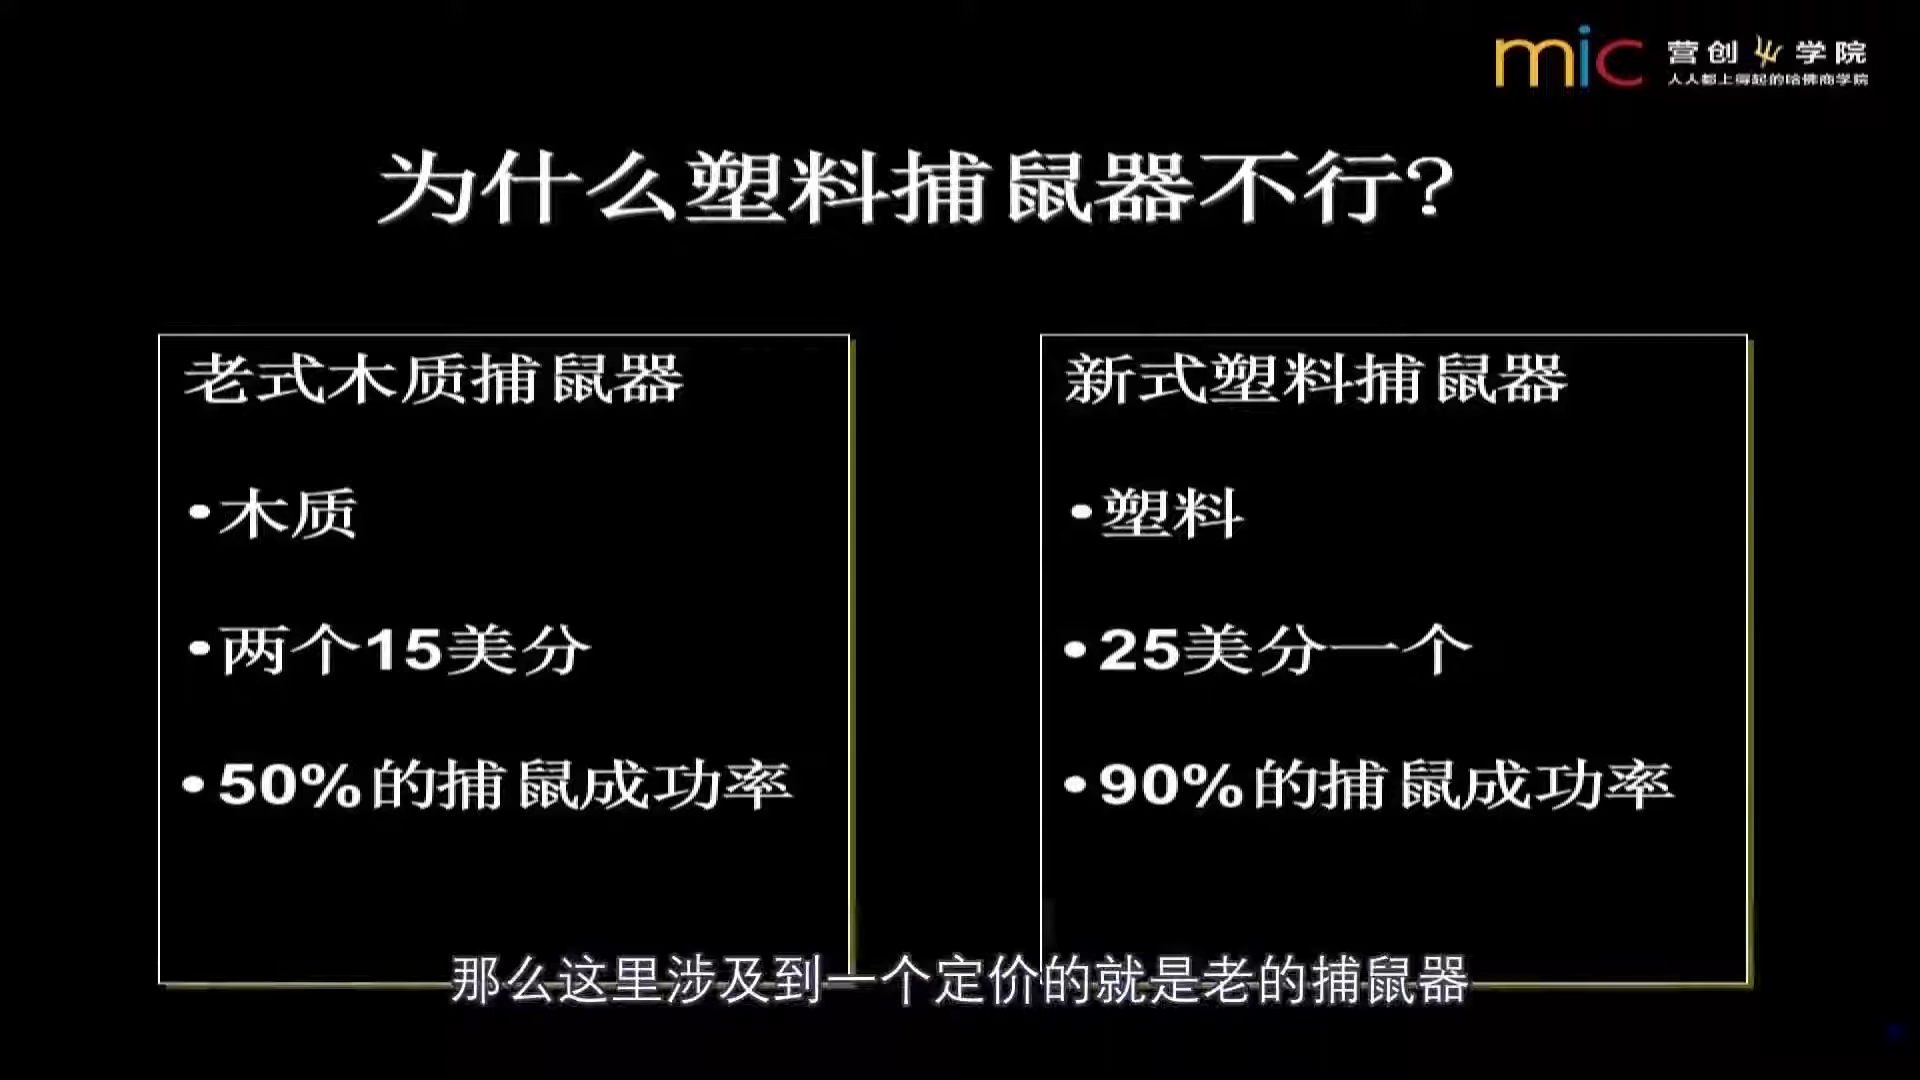 mic 营创学院
人人都上得起的哈佛商学院
为什么塑料捕鼠器不行?
老式木质捕鼠器
•木质
•两个15美分
•50%的捕鼠成功率
新式塑料捕鼠器
•塑料
•25美分一个
•90%的捕鼠成功率
那么这里涉及到一个定价的就是老的捕鼠器